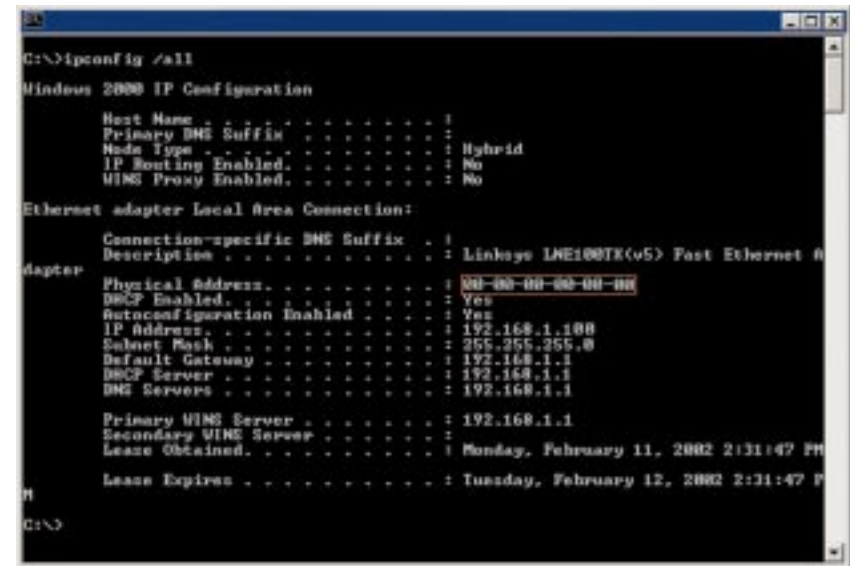 C:\>ipconfig /all
Windows 2000 IP Configuration
Host Name . . . . . . . . . . . . :
Primary DNS Suffix . . . . . . . :
Node Type . . . . . . . . . . . . : Hybrid
IP Routing Enabled. . . . . . . . : No
WINS Proxy Enabled. . . . . . . . : No
Ethernet adapter Local Area Connection:
Connection-specific DNS Suffix . :
Description . . . . . . . . . . . : Linksys LNE100TX(v5) Fast Ethernet A
dapter
Physical Address. . . . . . . . . : 00-00-00-00-00-00
DHCP Enabled. . . . . . . . . . . : Yes
Autoconfiguration Enabled . . . . : Yes
IP Address. . . . . . . . . . . . : 192.168.1.100
Subnet Mask . . . . . . . . . . . : 255.255.255.0
Default Gateway . . . . . . . . . : 192.168.1.1
DHCP Server . . . . . . . . . . . : 192.168.1.1
DNS Servers . . . . . . . . . . . : 192.168.1.1
Primary WINS Server . . . . . . . : 192.168.1.1
Secondary WINS Server . . . . . . :
Lease Obtained. . . . . . . . . . : Monday, February 11, 2002 2:31:47 PM
Lease Expires . . . . . . . . . . : Tuesday, February 12, 2002 2:31:47 P
M
C:\>